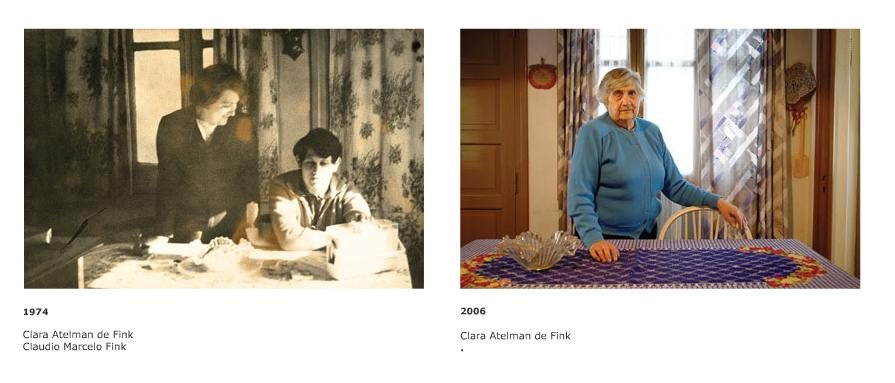 1974
Clara Atelman de Fink
Claudio Marcelo Fink
2006
Clara Atelman de Fink
.